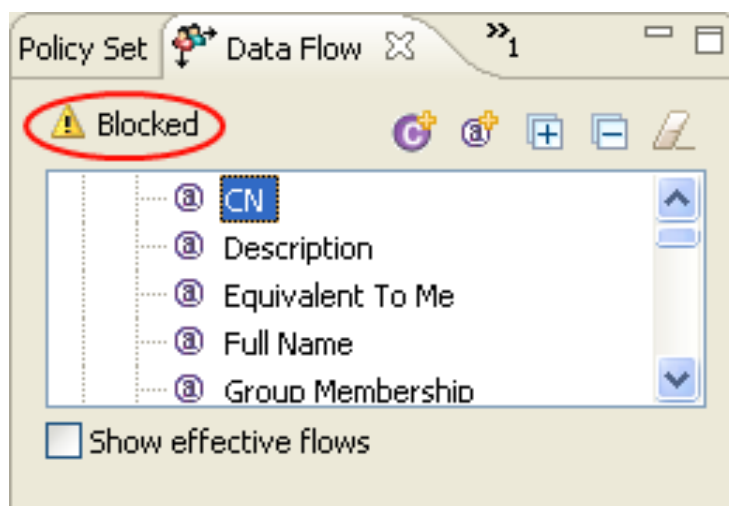 Policy Set Data Flow »1
Blocked
CN
Description
Equivalent To Me
Full Name
Group Membership
Show effective flows